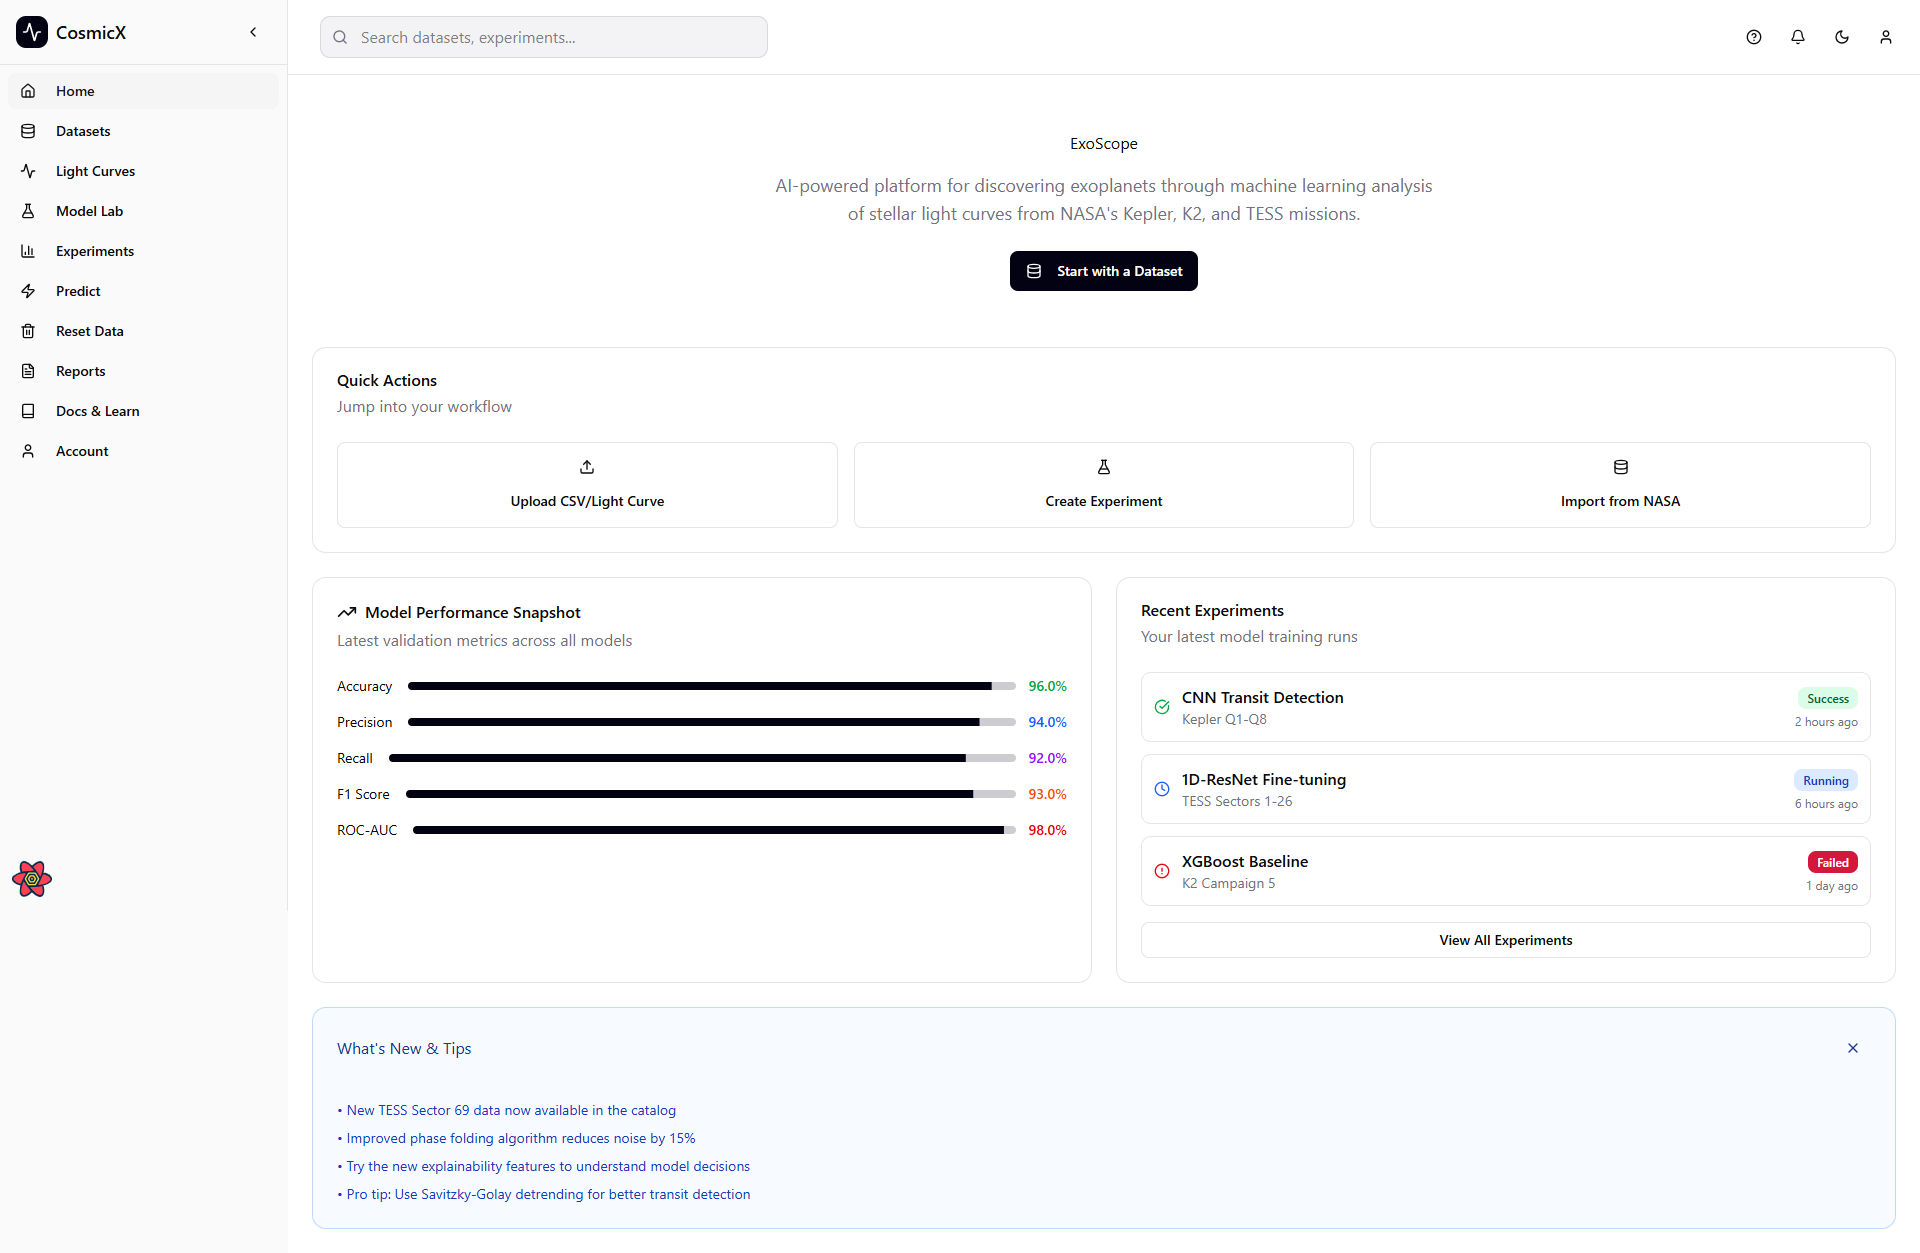 CosmicX
Search datasets, experiments...
Home
Datasets
Light Curves
Model Lab
Experiments
Predict
Reset Data
Reports
Docs & Learn
Account
ExoScope
AI-powered platform for discovering exoplanets through machine learning analysis
of stellar light curves from NASA's Kepler, K2, and TESS missions.
Start with a Dataset
Quick Actions
Jump into your workflow
Upload CSV/Light Curve
Create Experiment
Import from NASA
Model Performance Snapshot
Latest validation metrics across all models
Accuracy 96.0%
Precision 94.0%
Recall 92.0%
F1 Score 93.0%
ROC-AUC 98.0%
Recent Experiments
Your latest model training runs
CNN Transit Detection Success
Kepler Q1-Q8 2 hours ago
1D-ResNet Fine-tuning Running
TESS Sectors 1-26 6 hours ago
XGBoost Baseline Failed
K2 Campaign 5 1 day ago
View All Experiments
What's New & Tips
• New TESS Sector 69 data now available in the catalog
• Improved phase folding algorithm reduces noise by 15%
• Try the new explainability features to understand model decisions
• Pro tip: Use Savitzky-Golay detrending for better transit detection